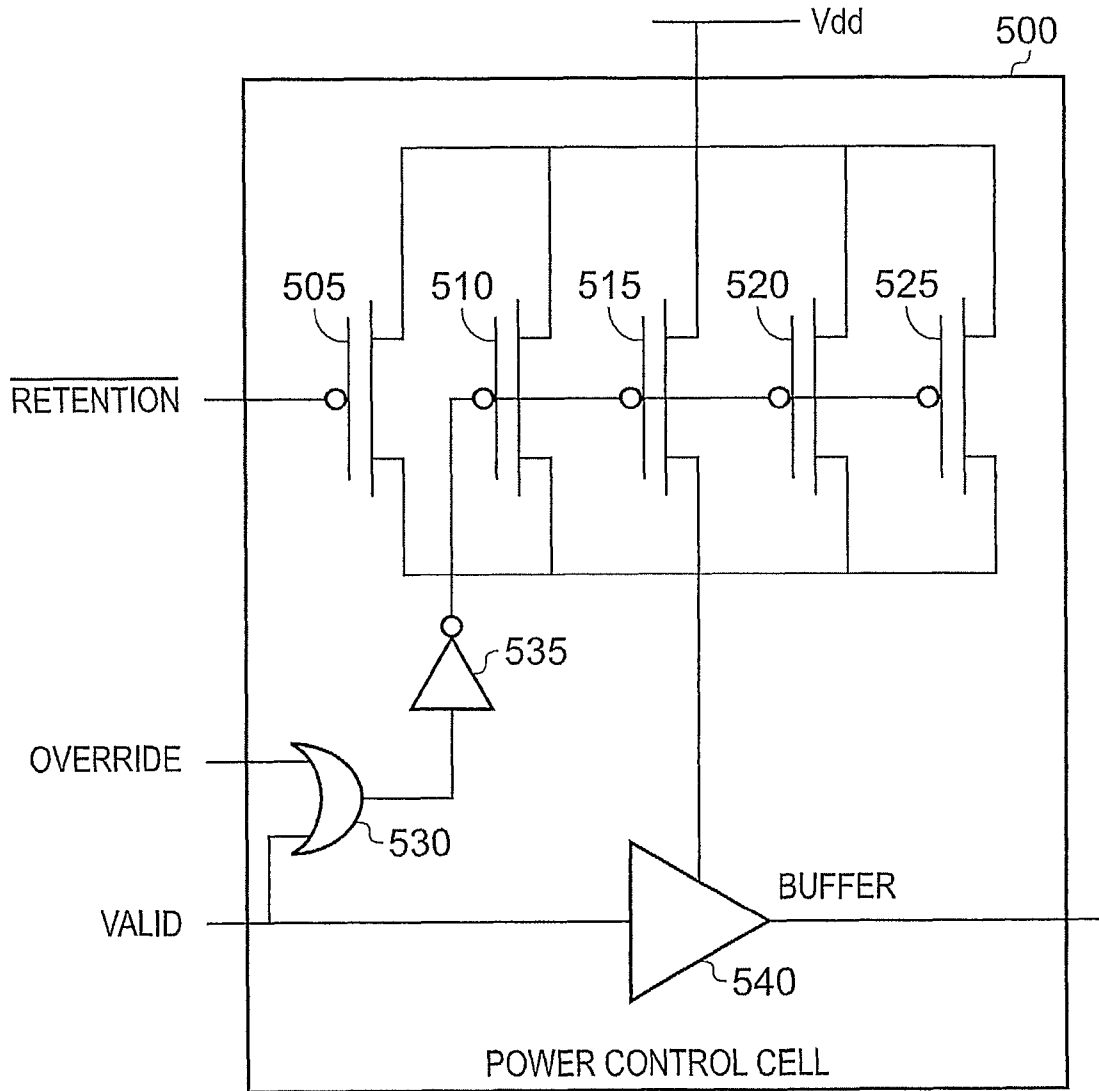 Vdd
500
505
510
515
520
525
RETENTION
535
OVERRIDE
530
VALID
BUFFER
540
POWER CONTROL CELL